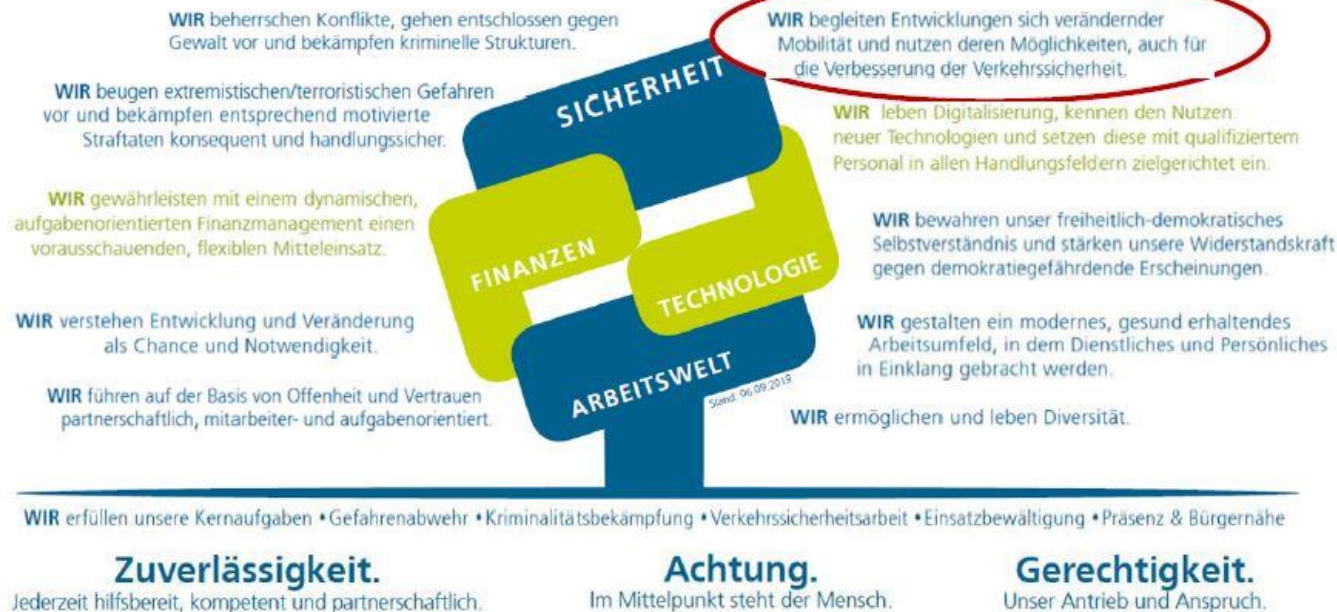 WIR beherrschen Konflikte, gehen entschlossen gegen
Gewalt vor und bekämpfen kriminelle Strukturen.
WIR begleiten Entwicklungen sich verändernder
Mobilität und nutzen deren Möglichkeiten, auch für
die Verbesserung der Verkehrssicherheit.
WIR beugen extremistischen/terroristischen Gefahren
vor und bekämpfen entsprechend motivierte
Straftaten konsequent und handlungssicher.
WIR leben Digitalisierung, kennen den Nutzen
neuer Technologien und setzen diese mit qualifiziertem
Personal in allen Handlungsfeldern zielgerichtet ein.
WIR gewährleisten mit einem dynamischen,
aufgabenorientierten Finanzmanagement einen
vorausschauenden, flexiblen Mitteleinsatz.
WIR bewahren unser freiheitlich-demokratisches
Selbstverständnis und stärken unsere Widerstandskraft
gegen demokratiegefährdende Erscheinungen.
WIR verstehen Entwicklung und Veränderung
als Chance und Notwendigkeit.
WIR gestalten ein modernes, gesund erhaltendes
Arbeitsumfeld, in dem Dienstliches und Persönliches
in Einklang gebracht werden.
WIR führen auf der Basis von Offenheit und Vertrauen
partnerschaftlich, mitarbeiter- und aufgabenorientiert.
WIR ermöglichen und leben Diversität.
SICHERHEIT
FINANZEN
TECHNOLOGIE
ARBEITSWELT
Stand: 06.09.2019
WIR erfüllen unsere Kernaufgaben • Gefahrenabwehr • Kriminalitätsbekämpfung • Verkehrssicherheitsarbeit • Einsatzbewältigung • Präsenz & Bürgernähe
Zuverlässigkeit.
Jederzeit hilfsbereit, kompetent und partnerschaftlich.
Achtung.
Im Mittelpunkt steht der Mensch.
Gerechtigkeit.
Unser Antrieb und Anspruch.